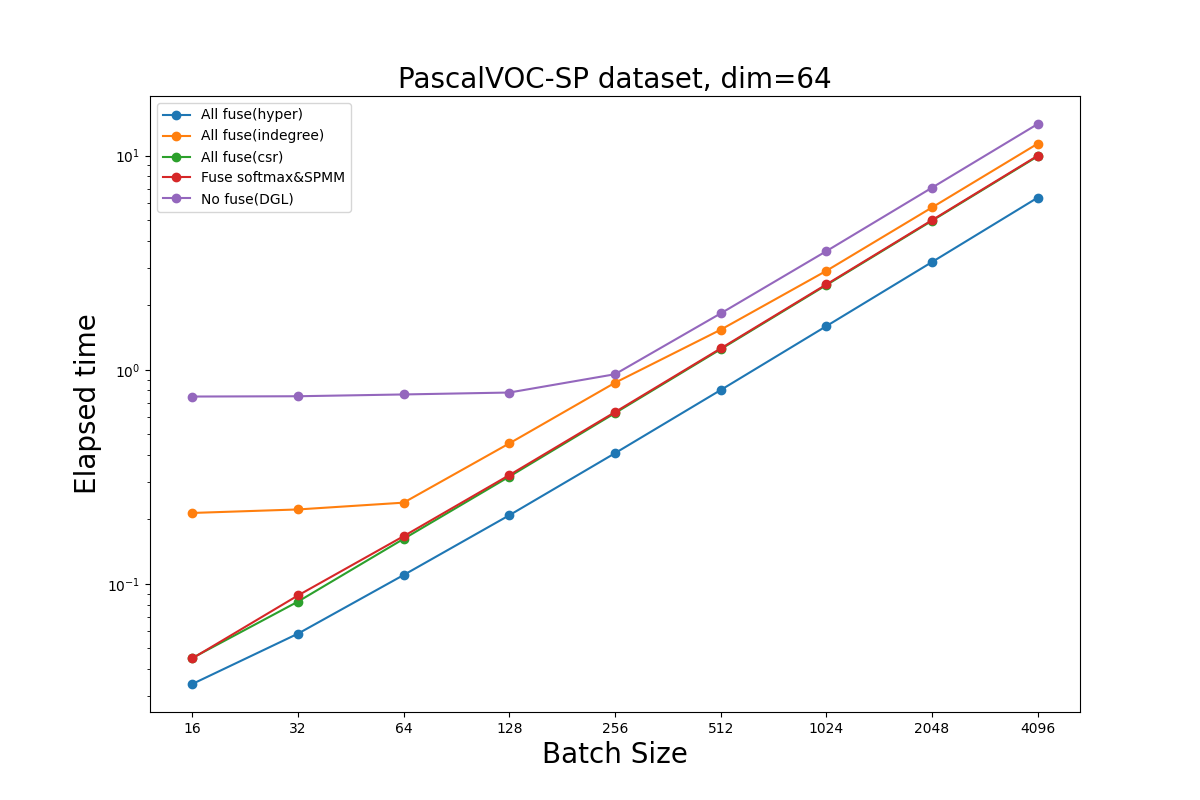 PascalVOC-SP dataset, dim=64
All fuse(hyper)
All fuse(indegree)
All fuse(csr)
Fuse softmax&SPMM
No fuse(DGL)
10¹
10⁰
10⁻¹
Elapsed time
16 32 64 128 256 512 1024 2048 4096
Batch Size